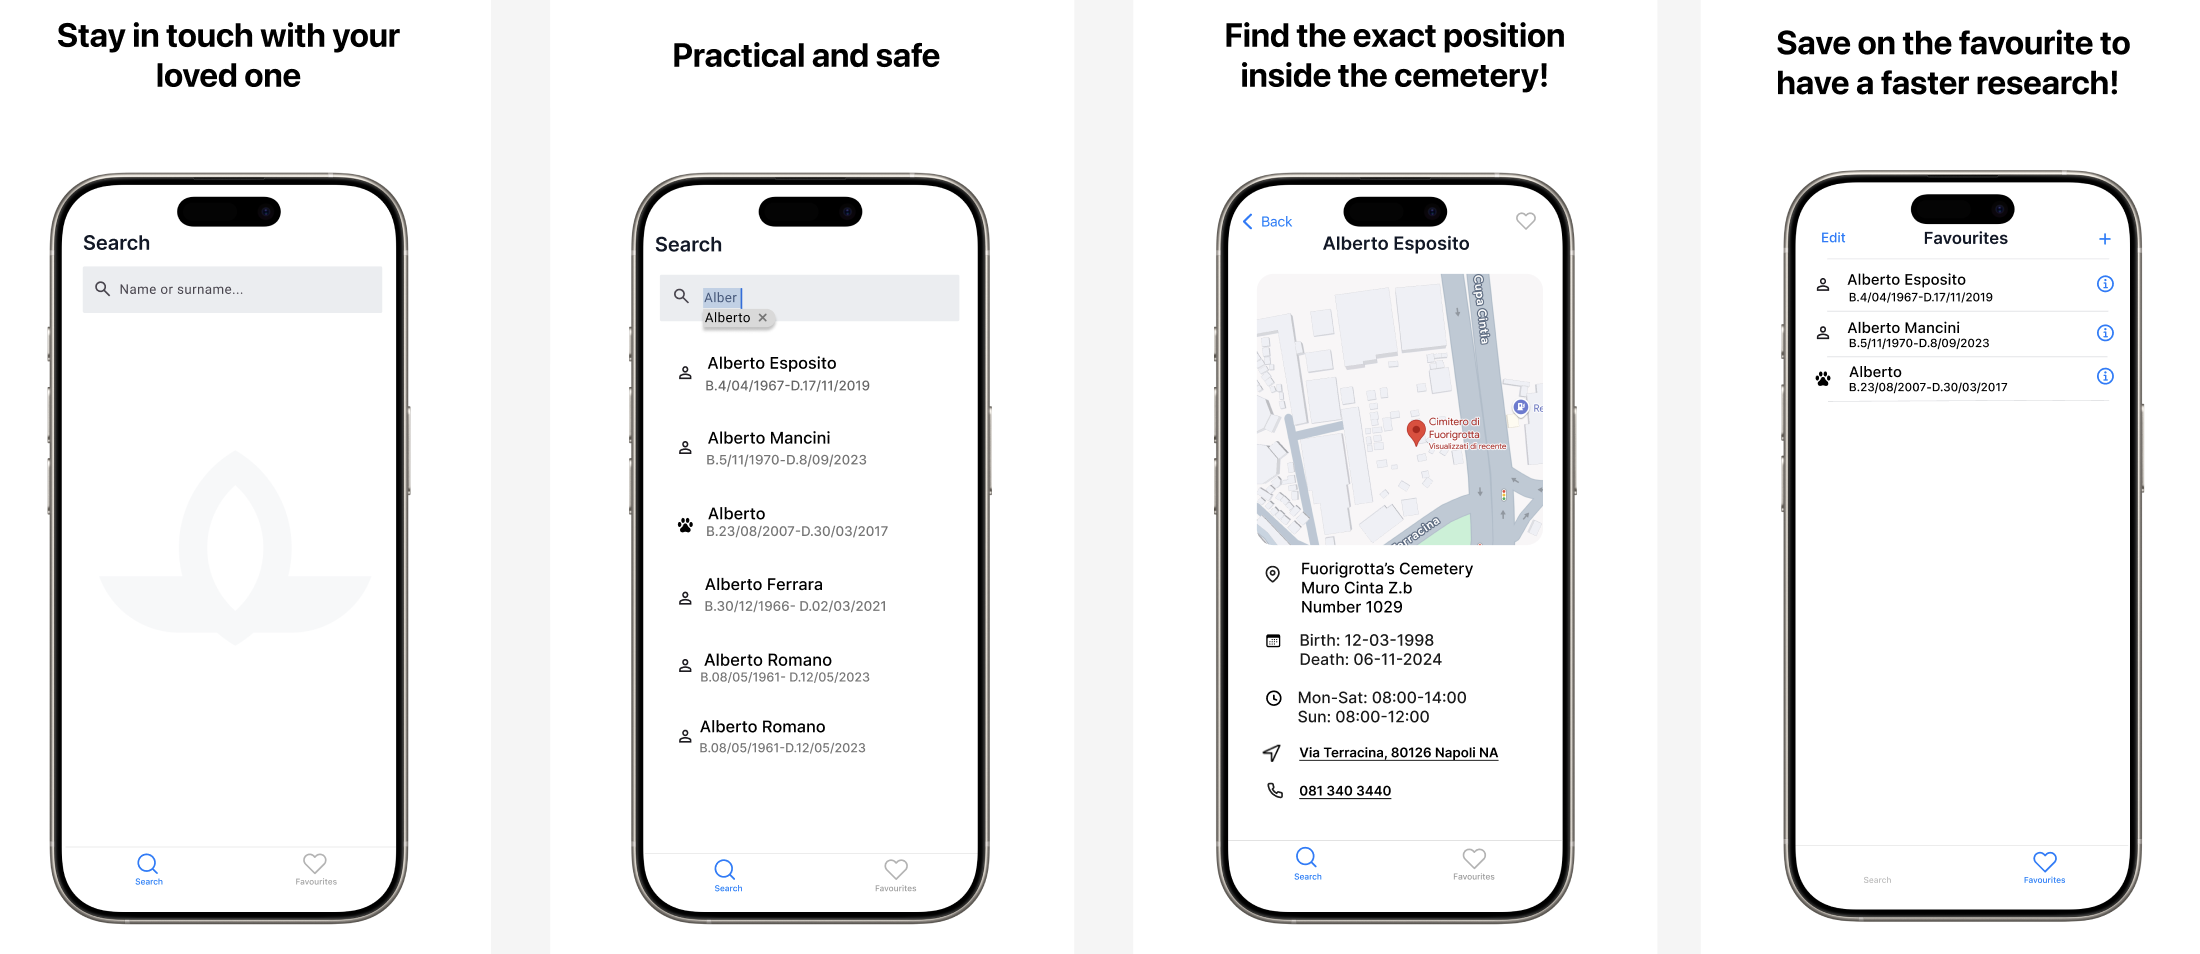 Stay in touch with your
loved one
Search
Name or surname...
Search
Favourites
Practical and safe
Search
Alber
Alberto ×
Alberto Esposito
B.4/04/1967-D.17/11/2019
Alberto Mancini
B.5/11/1970-D.8/09/2023
Alberto
B.23/08/2007-D.30/03/2017
Alberto Ferrara
B.30/12/1966- D.02/03/2021
Alberto Romano
B.08/05/1961- D.12/05/2023
Alberto Romano
B.08/05/1961-D.12/05/2023
Search
Favourites
Find the exact position
inside the cemetery!
Back
Alberto Esposito
Cupa Cintia
Re
Cimitero di
Fuorigrotta
Visualizzati di recente
erracina
Fuorigrotta's Cemetery
Muro Cinta Z.b
Number 1029
Birth: 12-03-1998
Death: 06-11-2024
Mon-Sat: 08:00-14:00
Sun: 08:00-12:00
Via Terracina, 80126 Napoli NA
081 340 3440
Search
Favourites
Save on the favourite to
have a faster research!
Edit
Favourites
+
Alberto Esposito
B.4/04/1967-D.17/11/2019
Alberto Mancini
B.5/11/1970-D.8/09/2023
Alberto
B.23/08/2007-D.30/03/2017
Search
Favourites